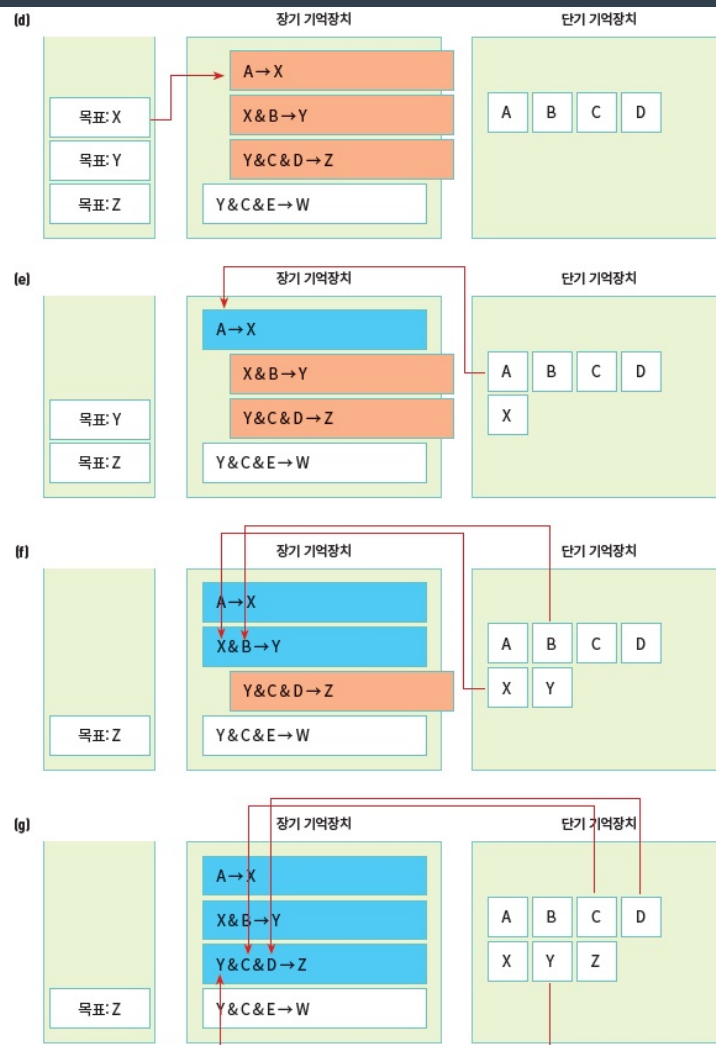 (d)
장기 기억장치
단기 기억장치
목표: X
목표: Y
목표: Z
A→X
X&B→Y
Y&C&D→Z
Y&C&E→W
A B C D
(e)
장기 기억장치
단기 기억장치
목표: Y
목표: Z
A→X
X&B→Y
Y&C&D→Z
Y&C&E→W
A B C D
X
(f)
장기 기억장치
단기 기억장치
목표: Z
A→X
X&B→Y
Y&C&D→Z
Y&C&E→W
A B C D
X Y
(g)
장기 기억장치
단기 기억장치
목표: Z
A→X
X&B→Y
Y&C&D→Z
Y&C&E→W
A B C D
X Y Z